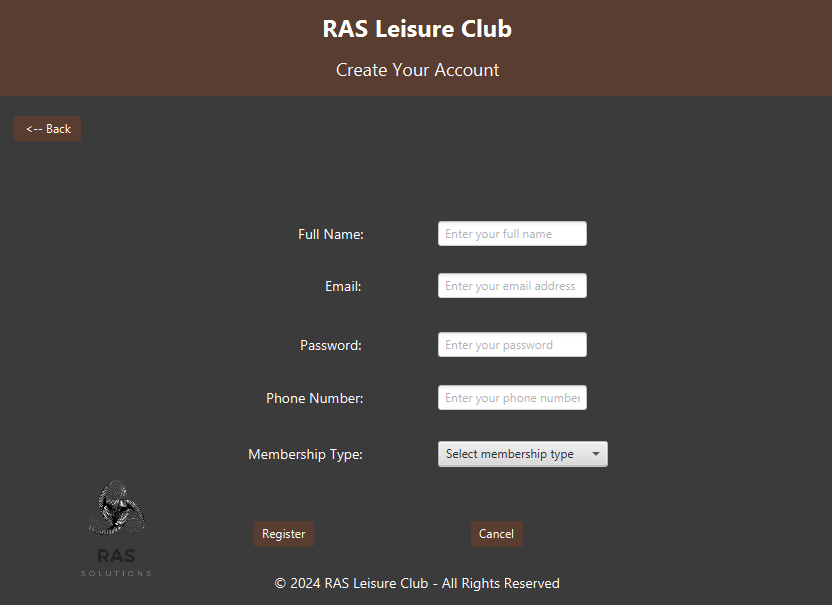 RAS Leisure Club
Create Your Account
<-- Back
Full Name:
Enter your full name
Email:
Enter your email address
Password:
Enter your password
Phone Number:
Enter your phone number
Membership Type:
Select membership type
Register
Cancel
RAS
SOLUTIONS
© 2024 RAS Leisure Club - All Rights Reserved